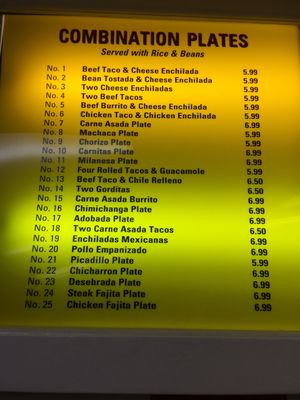 COMBINATION PLATES
Served with Rice & Beans
No. 1 Beef Taco & Cheese Enchilada 5.99
No. 2 Bean Tostada & Cheese Enchilada 5.99
No. 3 Two Cheese Enchiladas 5.99
No. 4 Two Beef Tacos 5.99
No. 5 Beef Burrito & Cheese Enchilada 5.99
No. 6 Chicken Taco & Chicken Enchilada 5.99
No. 7 Carne Asada Plate 6.99
No. 8 Machaca Plate 5.99
No. 9 Chorizo Plate 5.99
No. 10 Carnitas Plate 6.99
No. 11 Milanesa Plate 6.99
No. 12 Four Rolled Tacos & Guacomole 5.99
No. 13 Beef Taco & Chile Relleno 6.50
No. 14 Two Gorditas 6.50
No. 15 Carne Asada Burrito 6.99
No. 16 Chimichanga Plate 6.99
No. 17 Adobada Plate 6.99
No. 18 Two Carne Asada Tacos 6.50
No. 19 Enchiladas Mexicanas 6.99
No. 20 Pollo Empanizado 6.99
No. 21 Picadillo Plate 5.99
No. 22 Chicharron Plate 6.99
No. 23 Desebrada Plate 6.99
No. 24 Steak Fajita Plate 6.99
No. 25 Chicken Fajita Plate 6.99